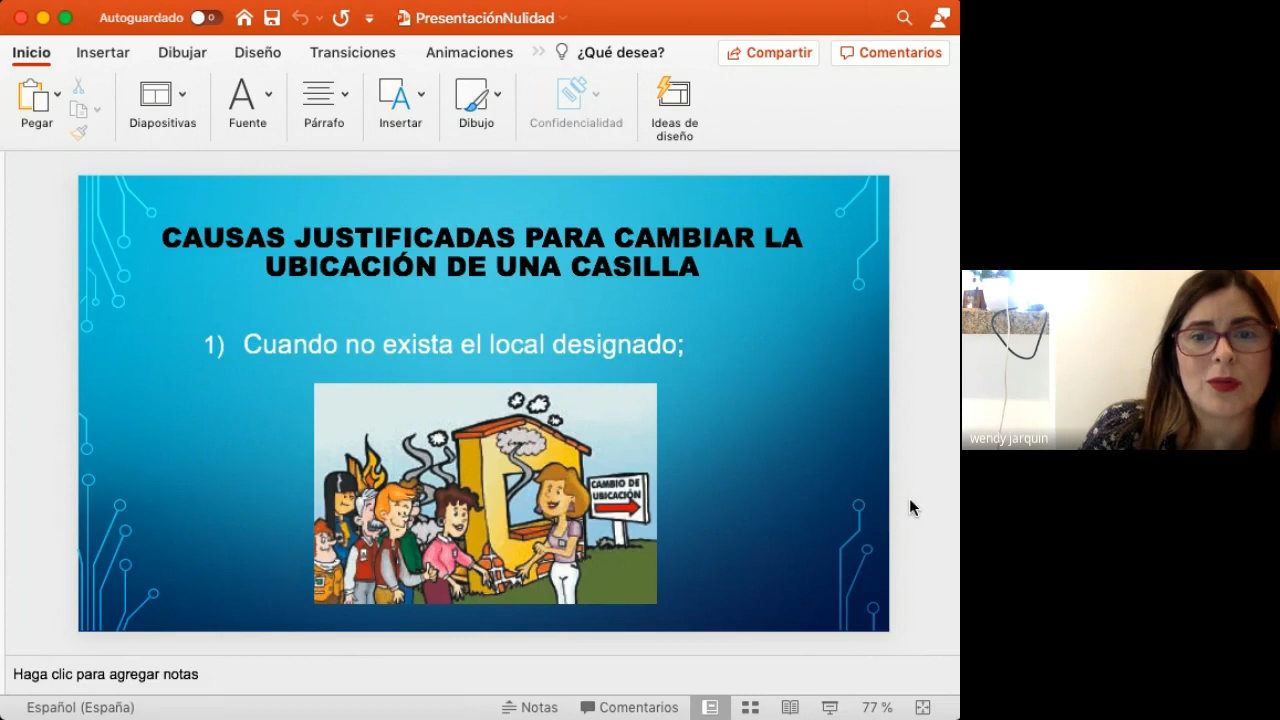 Autoguardado
PresentaciónNulidad
Inicio Insertar Dibujar Diseño Transiciones Animaciones ¿Qué desea? Compartir Comentarios
Pegar Diapositivas Fuente Párrafo Insertar Dibujo Confidencialidad Ideas de
diseño
CAUSAS JUSTIFICADAS PARA CAMBIAR LA
UBICACIÓN DE UNA CASILLA
1) Cuando no exista el local designado;
CAMBIO DE
UBICACIÓN
wendy jarquin
Haga clic para agregar notas
Español (España) Notas Comentarios 77 %